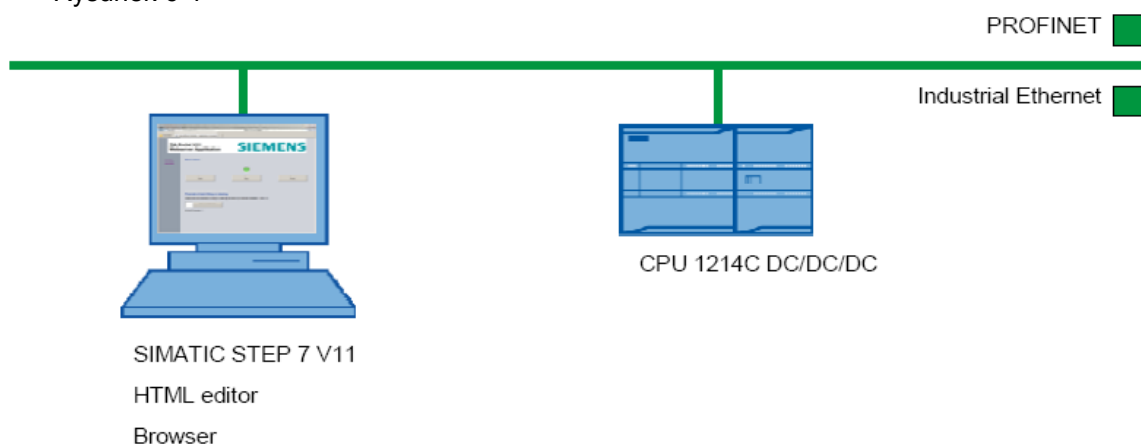 PROFINET
Industrial Ethernet
SIEMENS
CPU 1214C DC/DC/DC
SIMATIC STEP 7 V11
HTML editor
Browser